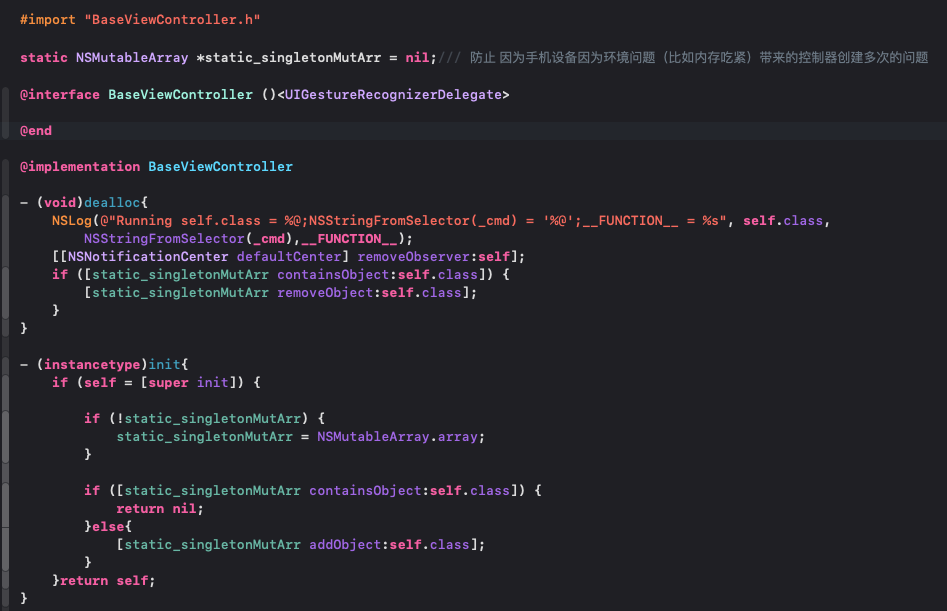 #import "BaseViewController.h"
static NSMutableArray *static_singletonMutArr = nil;/// 防止 因为手机设备因为环境问题（比如内存吃紧）带来的控制器创建多次的问题
@interface BaseViewController ()<UIGestureRecognizerDelegate>
@end
@implementation BaseViewController
- (void)dealloc{
    NSLog(@"Running self.class = %@;NSStringFromSelector(_cmd) = '%@';__FUNCTION__ = %s", self.class,
        NSStringFromSelector(_cmd),__FUNCTION__);
    [[NSNotificationCenter defaultCenter] removeObserver:self];
    if ([static_singletonMutArr containsObject:self.class]) {
        [static_singletonMutArr removeObject:self.class];
    }
}
- (instancetype)init{
    if (self = [super init]) {
        if (!static_singletonMutArr) {
            static_singletonMutArr = NSMutableArray.array;
        }
        if ([static_singletonMutArr containsObject:self.class]) {
            return nil;
        }else{
            [static_singletonMutArr addObject:self.class];
        }
    }return self;
}